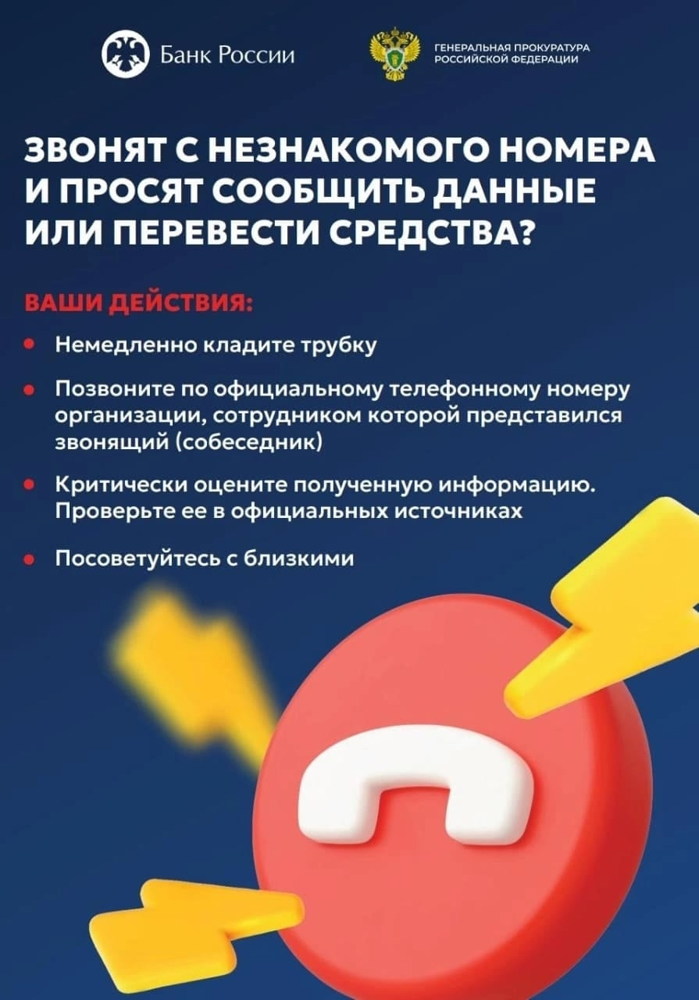 Банк России
ГЕНЕРАЛЬНАЯ ПРОКУРАТУРА
РОССИЙСКОЙ ФЕДЕРАЦИИ
ЗВОНЯТ С НЕЗНАКОМОГО НОМЕРА
И ПРОСЯТ СООБЩИТЬ ДАННЫЕ
ИЛИ ПЕРЕВЕСТИ СРЕДСТВА?
ВАШИ ДЕЙСТВИЯ:
• Немедленно кладите трубку
• Позвоните по официальному телефонному номеру
организации, сотрудником которой представился
звонящий (собеседник)
• Критически оцените полученную информацию.
Проверьте ее в официальных источниках
• Посоветуйтесь с близкими